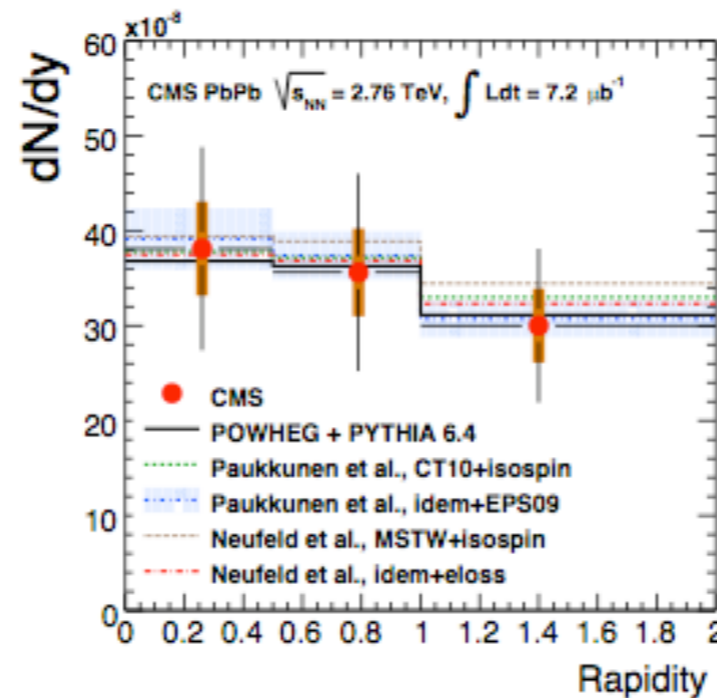 x10⁻⁸
dN/dy
60
CMS PbPb √sNN = 2.76 TeV, ∫ Ldt = 7.2 μb⁻¹
50
40
30
20
10
0
CMS
POWHEG + PYTHIA 6.4
Paukkunen et al., CT10+isospin
Paukkunen et al., idem+EPS09
Neufeld et al., MSTW+isospin
Neufeld et al., idem+eloss
0 0.2 0.4 0.6 0.8 1 1.2 1.4 1.6 1.8 2
Rapidity